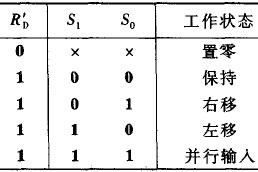 R'D S1 S0 工作状态
0 × × 置零
1 0 0 保持
1 0 1 右移
1 1 0 左移
1 1 1 并行输入